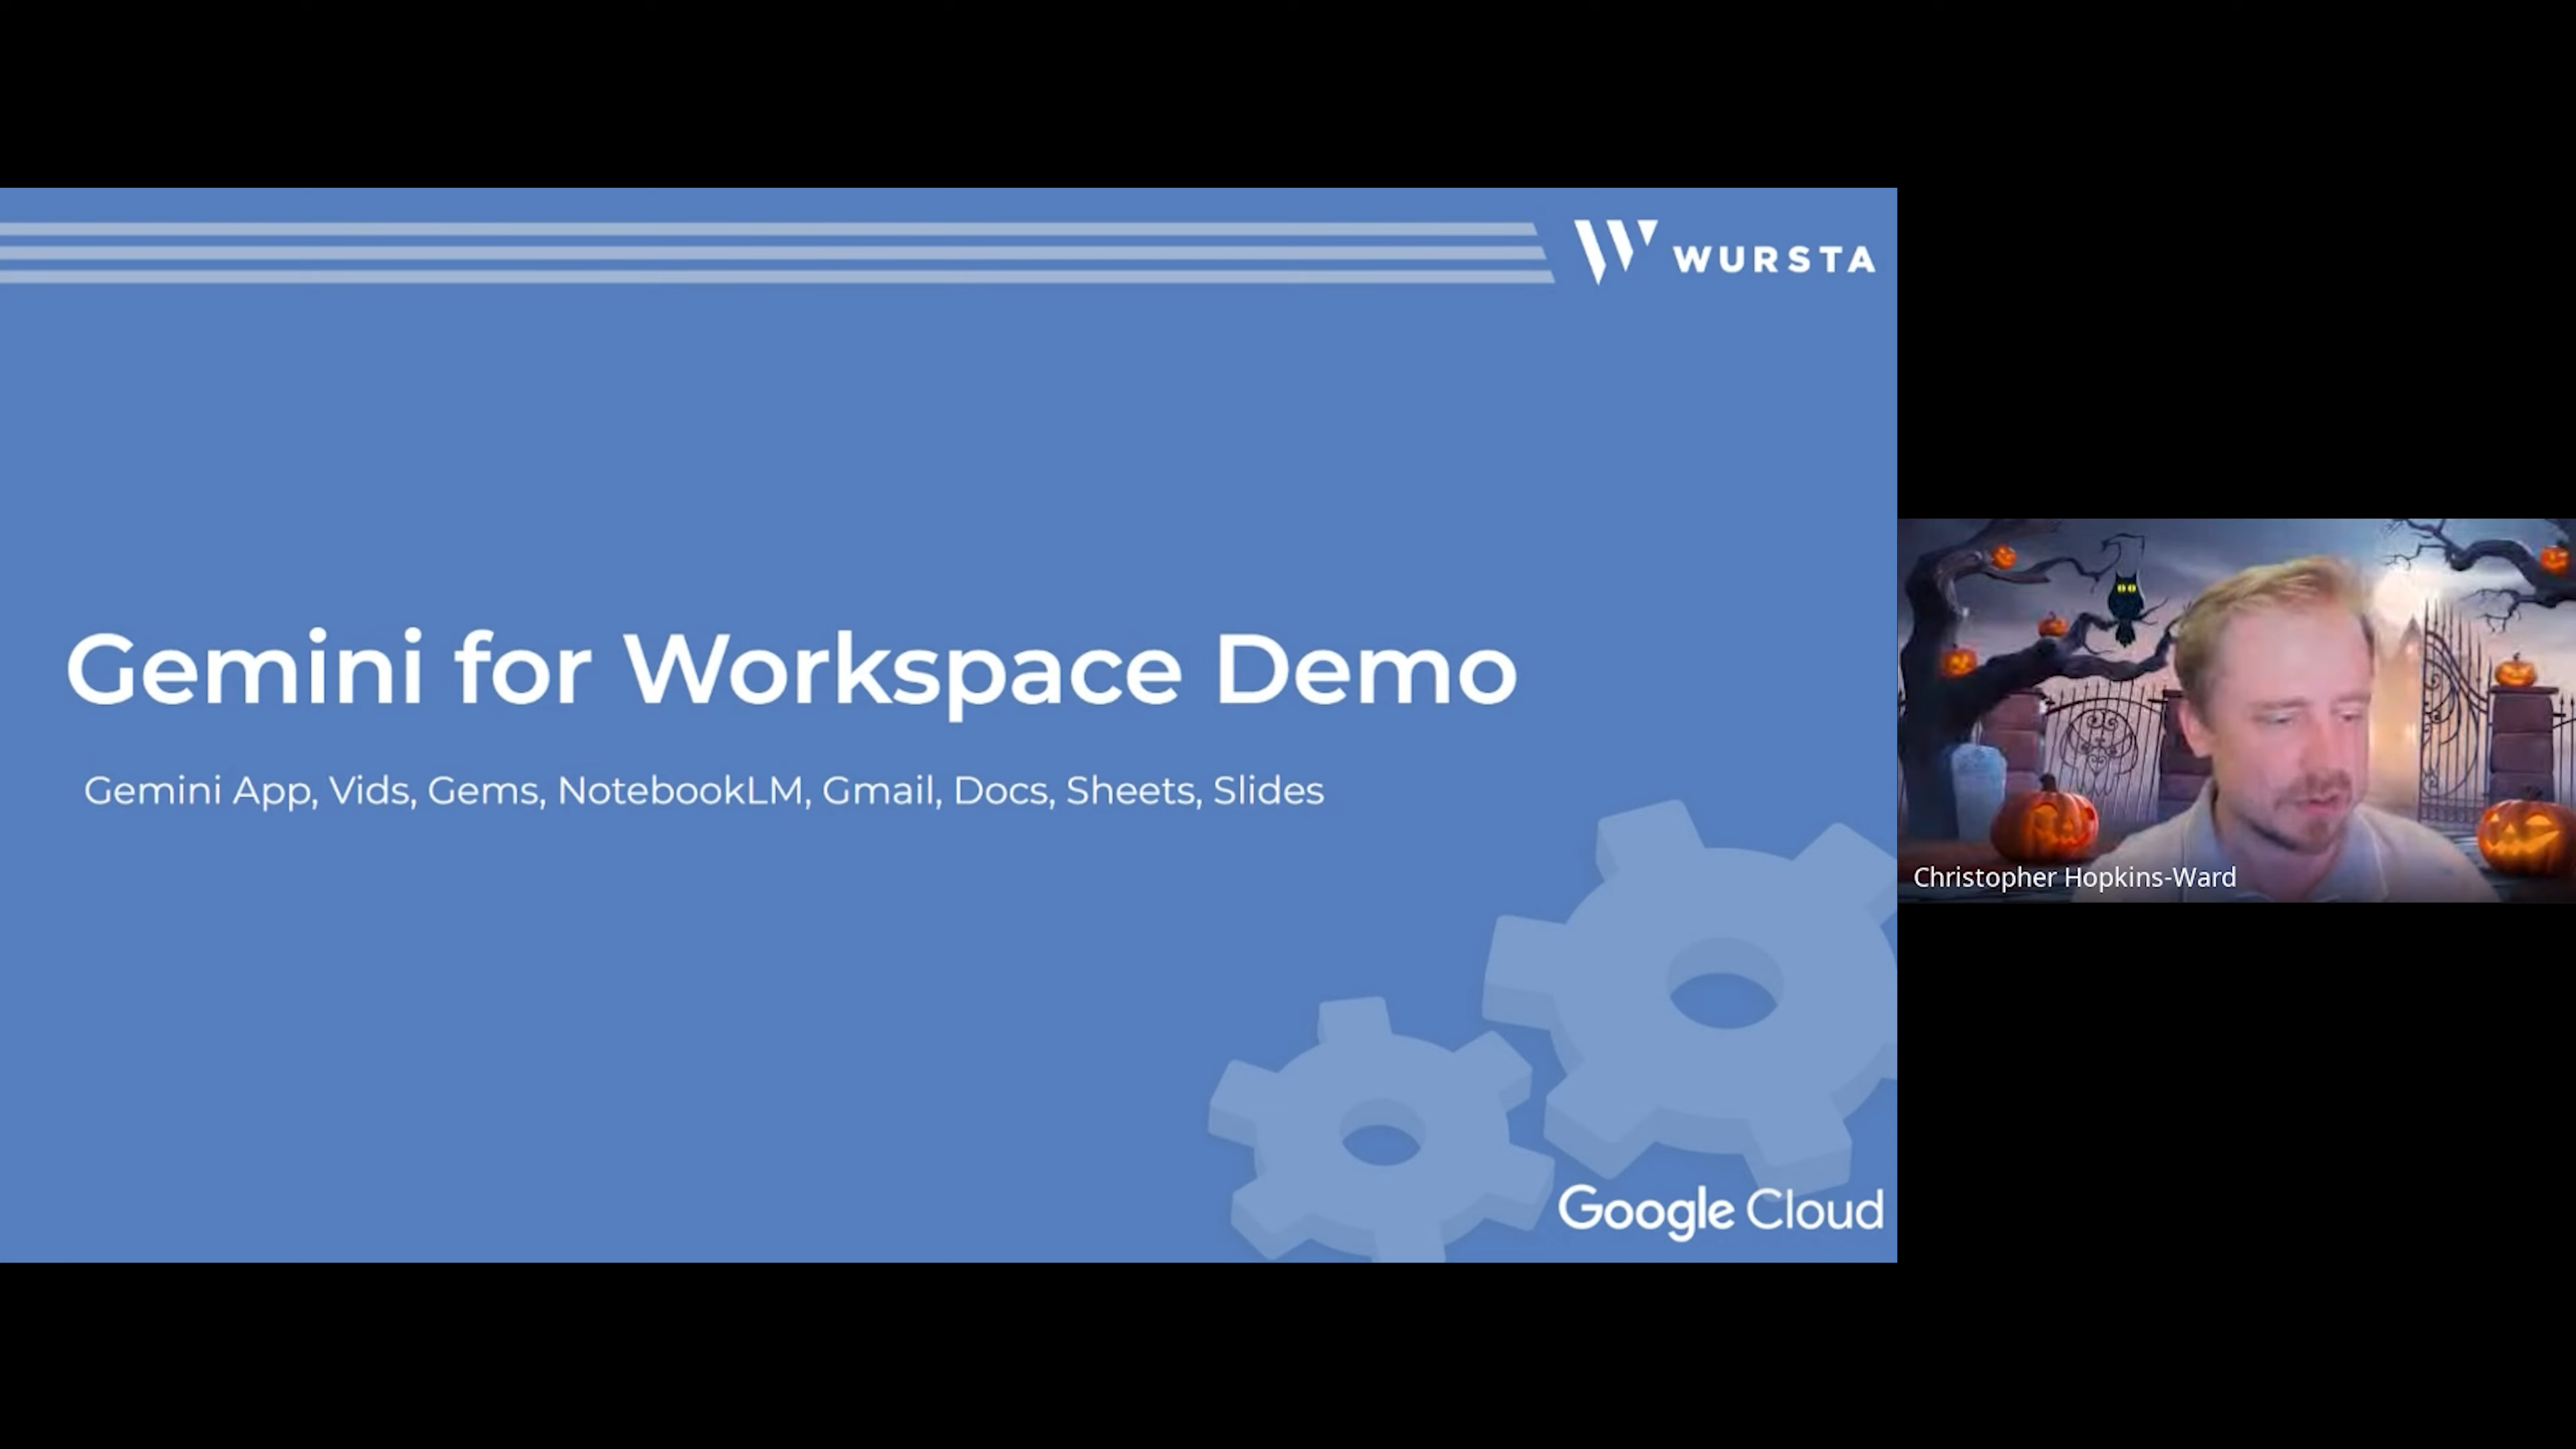 WURSTA
Gemini for Workspace Demo
Gemini App, Vids, Gems, NotebookLM, Gmail, Docs, Sheets, Slides
Christopher Hopkins-Ward
Google Cloud